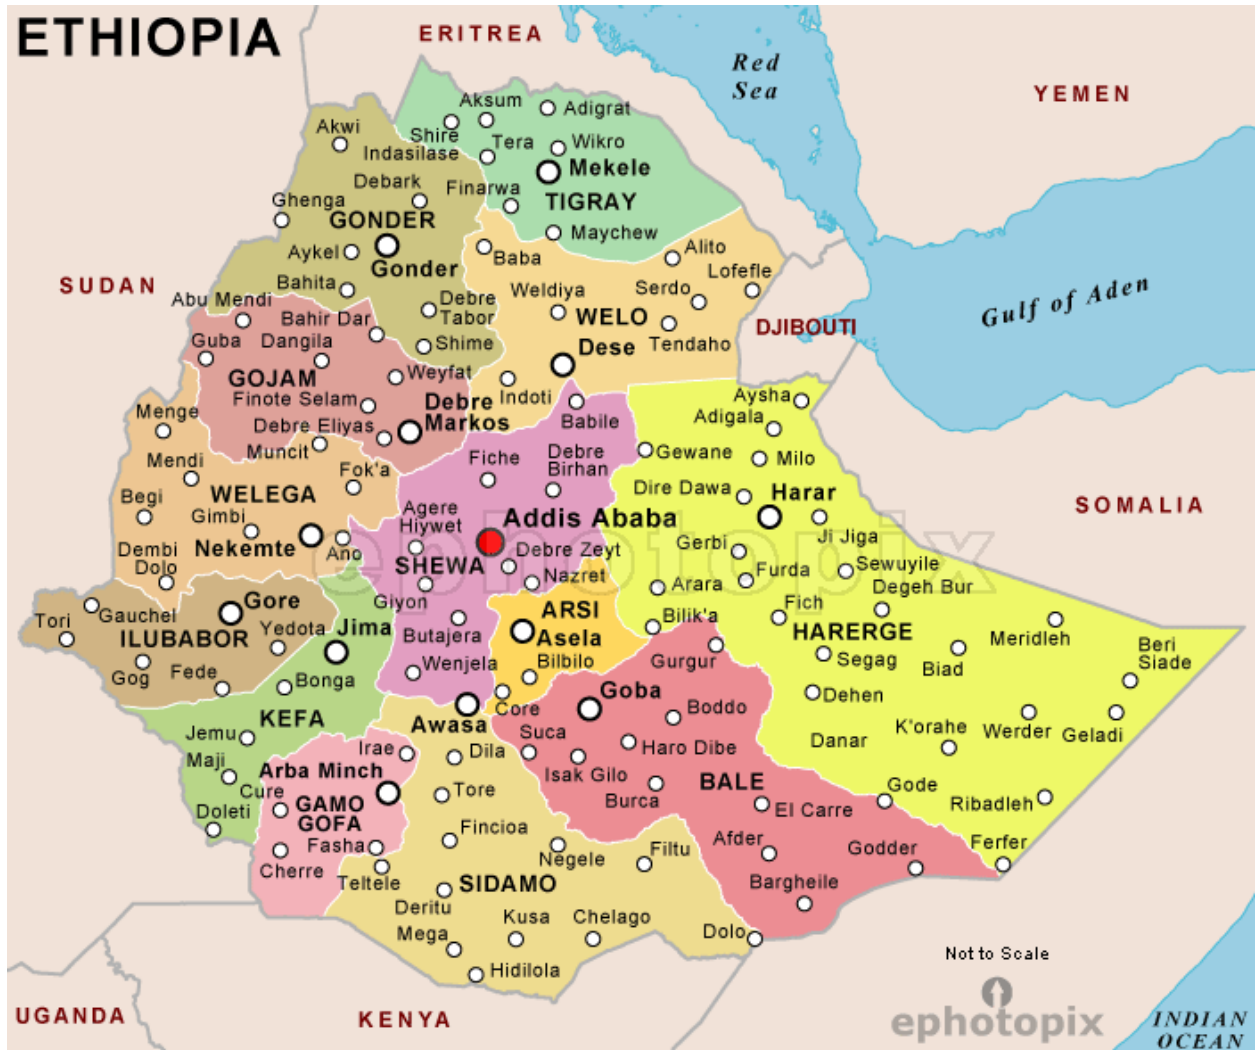 ETHIOPIA
ERITREA
Red
Sea
YEMEN
Aksum
Adigrat
Akwi
Shire
Indasilase
Tera
Wikro
Mekele
Debark
Finarwa
TIGRAY
Ghenga
GONDER
Maychew
Aykel
Gonder
Baba
Alito
Lofefle
SUDAN
Bahita
Weldiya
Serdo
Gulf of Aden
Abu Mendi
Debre
Tabor
Bahir Dar
WELO
DJIBOUTI
Guba
Dangila
Shime
Dese
Tendaho
GOJAM
Weyfat
Finote Selam
Debre
Markos
Indoti
Aysha
Menge
Debre Eliyas
Babile
Adigala
Muncit
Mendi
Fok'a
Fiche
Debre
Birhan
Gewane
Milo
Begi
WELEGA
Dire Dawa
Harar
SOMALIA
Gimbi
Agere
Hiywet
Addis Ababa
Nekemte
Ano
Ji Jiga
Dembi
Dolo
SHEWA
Debre Zeyt
Gerbi
Sewuyile
Nazret
Furda
ephotopix
Giyon
Arara
Degeh Bur
Gore
ARSI
Fich
Tori
Gauchel
Bilik'a
ILUBABOR
Yedota
Jima
Butajera
Asela
HARERGE
Meridleh
Beri
Siade
Gog
Fede
Wenjela
Bilbilo
Gurgur
Segag
Biad
Bonga
Goba
Dehen
KEFA
Awasa
Core
Boddo
Jemu
Suca
K'orahe
Werder
Geladi
Irae
Dila
Haro Dibe
Danar
Maji
Arba Minch
Isak Gilo
BALE
Cure
Tore
Burca
Gode
Doleti
GAMO
GOFA
El Carre
Ribadleh
Fincioa
Fasha
Negele
Filtu
Afder
Godder
Ferfer
Cherre
Teltele
SIDAMO
Bargheile
Deritu
Kusa
Chelago
Mega
Dolo
Hidilola
Not to Scale
UGANDA
KENYA
ephotopix
INDIAN
OCEAN